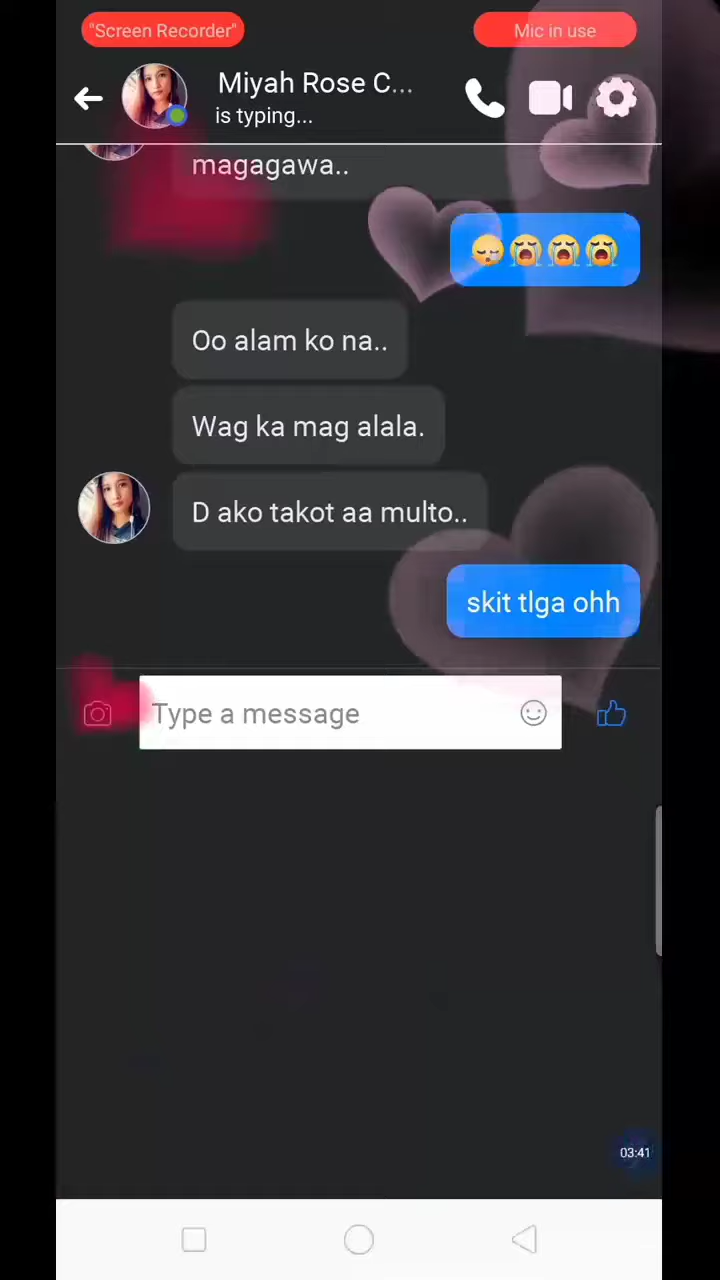 "Screen Recorder"
Mic in use
Miyah Rose C...
is typing...
magagawa..
Oo alam ko na..
Wag ka mag alala.
D ako takot aa multo..
skit tlga ohh
Type a message
03:41